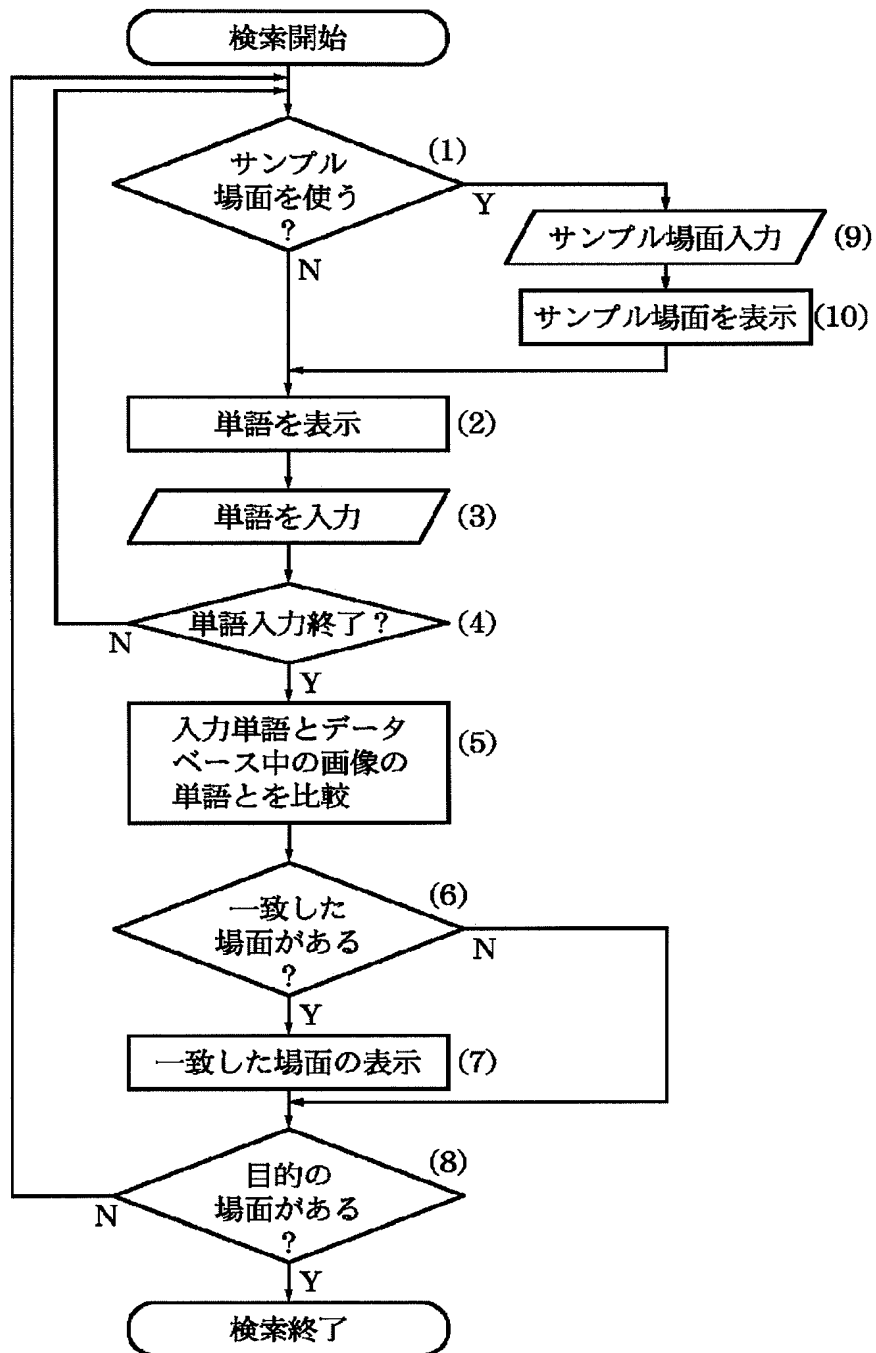 検索開始
サンプル
場面を使う
?
(1)
Y
N
サンプル場面入力
(9)
サンプル場面を表示
(10)
単語を表示
(2)
単語を入力
(3)
単語入力終了?
(4)
N
Y
入力単語とデータ
ベース中の画像の
単語とを比較
(5)
一致した
場面がある
?
(6)
N
Y
一致した場面の表示
(7)
目的の
場面がある
?
(8)
N
Y
検索終了